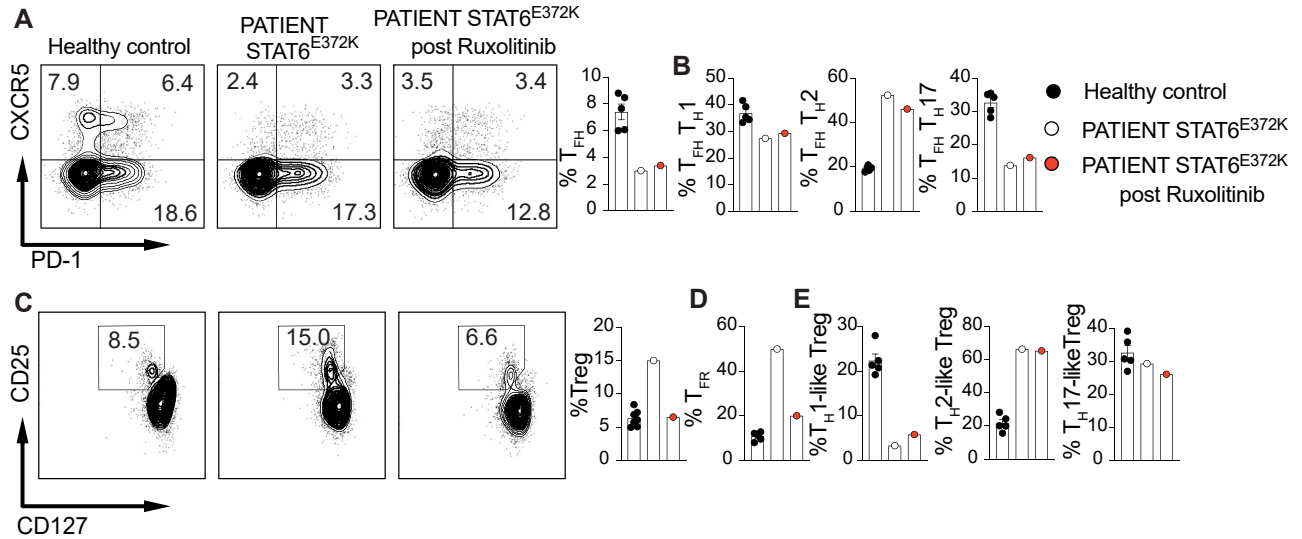 A
Healthy control
PATIENT
STAT6E372K
PATIENT STAT6E372K
post Ruxolitinib
CXCR5
7.9
6.4
18.6
2.4
3.3
17.3
3.5
3.4
12.8
PD-1
% TFH
10
8
6
4
2
0
B
% TFH TH1
50
40
30
20
10
0
% TFH TH2
60
40
20
0
% TFH TH17
40
30
20
10
0
Healthy control
PATIENT STAT6E372K
PATIENT STAT6E372K
post Ruxolitinib
C
CD25
8.5
15.0
6.6
CD127
%Treg
20
15
10
5
0
D
% TFR
60
40
20
0
E
%TH1-like Treg
30
20
10
0
% TH2-like Treg
80
60
40
20
0
% TH17-likeTreg
40
30
20
10
0